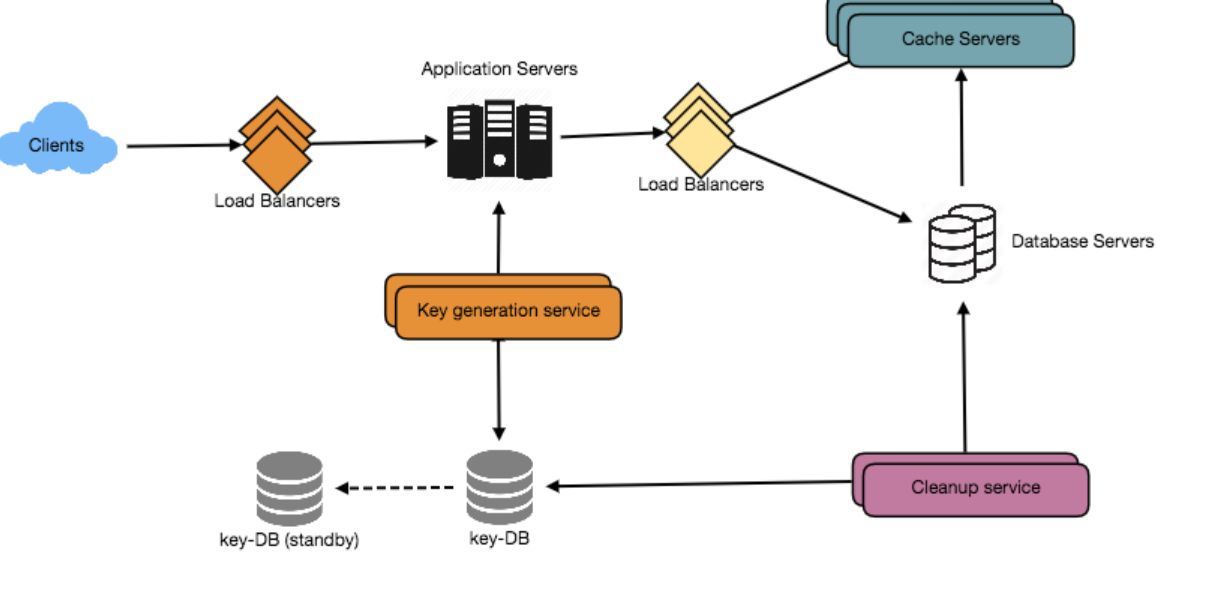 Cache Servers
Application Servers
Clients
Load Balancers
Load Balancers
Database Servers
Key generation service
Cleanup service
key-DB (standby)
key-DB